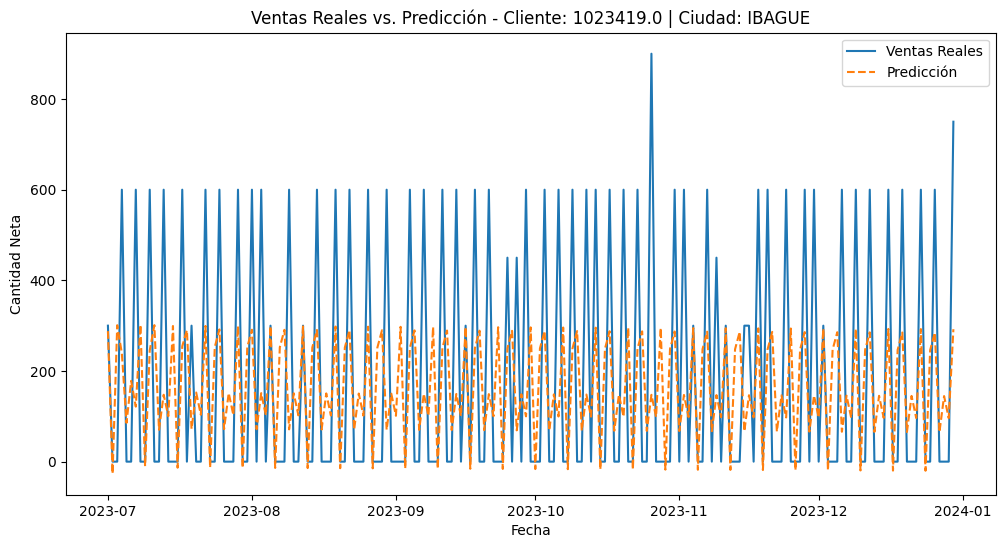 Ventas Reales vs. Predicción - Cliente: 1023419.0 | Ciudad: IBAGUE
Ventas Reales
Predicción
Cantidad Neta
800
600
400
200
0
2023-07
2023-08
2023-09
2023-10
2023-11
2023-12
2024-01
Fecha